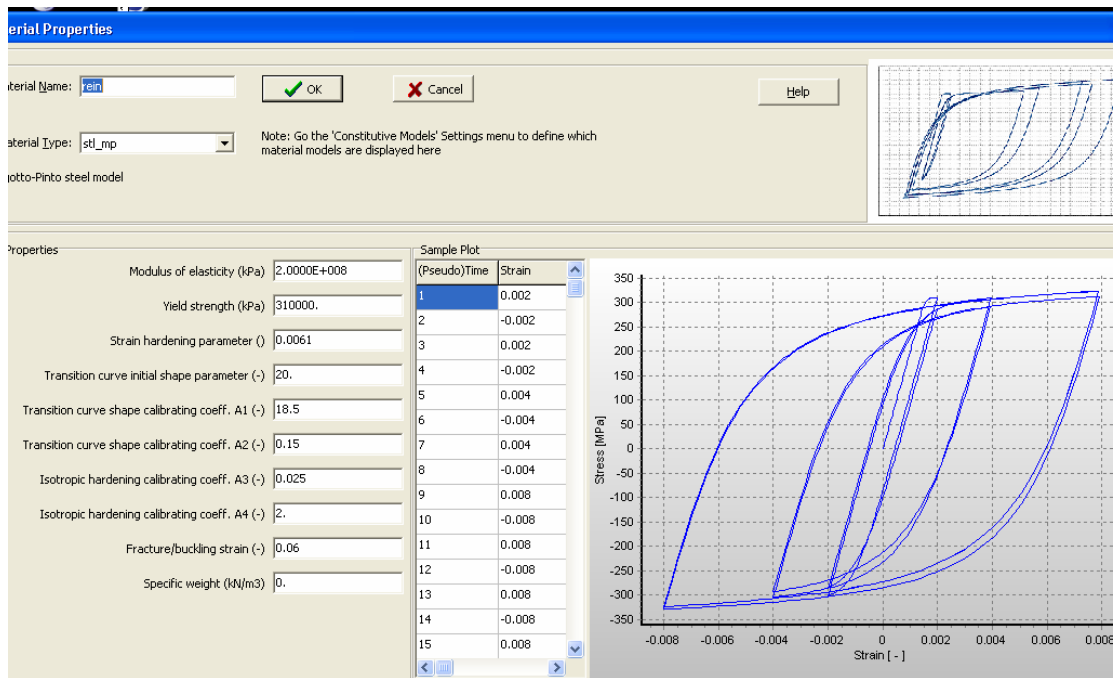 erial Properties
aterial Name: rein
OK
Cancel
Help
aterial Type: stl_mp
Note: Go the 'Constitutive Models' Settings menu to define which
material models are displayed here
gotto-Pinto steel model
Properties
Modulus of elasticity (kPa) 2.0000E+008
Yield strength (kPa) 310000.
Strain hardening parameter () 0.0061
Transition curve initial shape parameter (-) 20.
Transition curve shape calibrating coeff. A1 (-) 18.5
Transition curve shape calibrating coeff. A2 (-) 0.15
Isotropic hardening calibrating coeff. A3 (-) 0.025
Isotropic hardening calibrating coeff. A4 (-) 2.
Fracture/buckling strain (-) 0.06
Specific weight (kN/m3) 0.
Sample Plot
(Pseudo)Time Strain
1 0.002
2 -0.002
3 0.002
4 -0.002
5 0.004
6 -0.004
7 0.004
8 -0.004
9 0.008
10 -0.008
11 0.008
12 -0.008
13 0.008
14 -0.008
15 0.008
Stress [MPa]
350
300
250
200
150
100
50
0
-50
-100
-150
-200
-250
-300
-350
-0.008 -0.006 -0.004 -0.002 0 0.002 0.004 0.006 0.008
Strain [ - ]